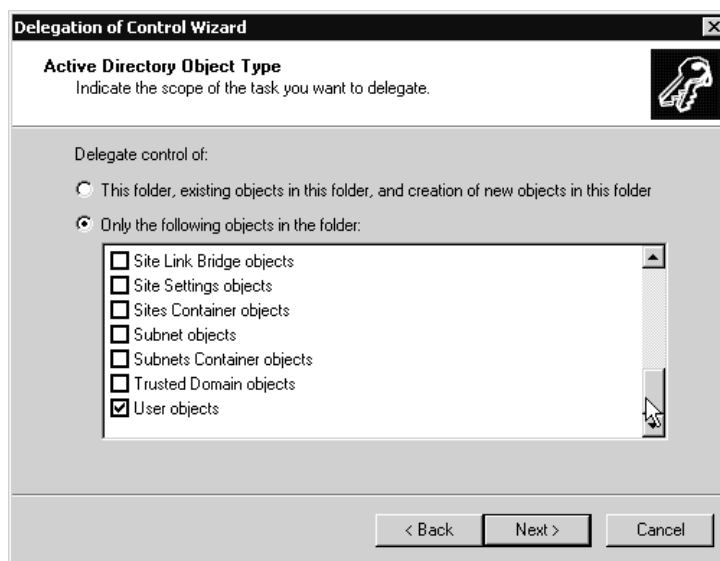 Delegation of Control Wizard
Active Directory Object Type
Indicate the scope of the task you want to delegate.
Delegate control of:
This folder, existing objects in this folder, and creation of new objects in this folder
Only the following objects in the folder:
Site Link Bridge objects
Site Settings objects
Sites Container objects
Subnet objects
Subnets Container objects
Trusted Domain objects
User objects
< Back
Next >
Cancel